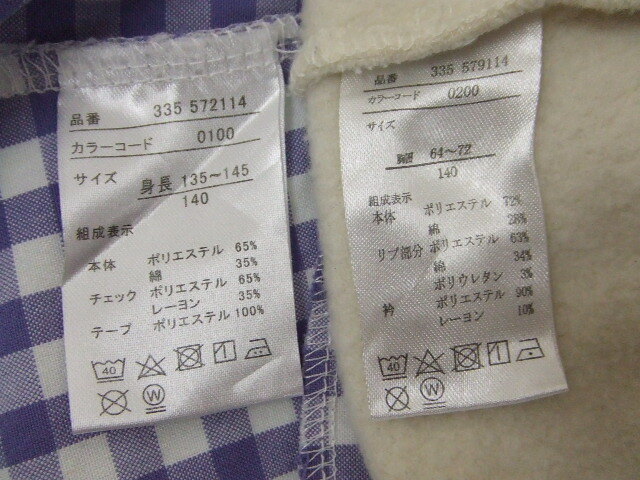 品番 335 572114
カラーコード 0100
サイズ 身長 135~145
140
組成表示
本体 ポリエステル 65%
綿 35%
チェック ポリエステル 65%
レーヨン 35%
テープ ポリエステル 100%
40
W
品番 335 579114
カラーコード 0200
サイズ
胸囲 64~72
140
組成表示
本体 ポリエステル 72%
綿 28%
リブ部分 ポリエステル 63%
綿 34%
ポリウレタン 3%
衿 ポリエステル 90%
レーヨン 10%
40
W